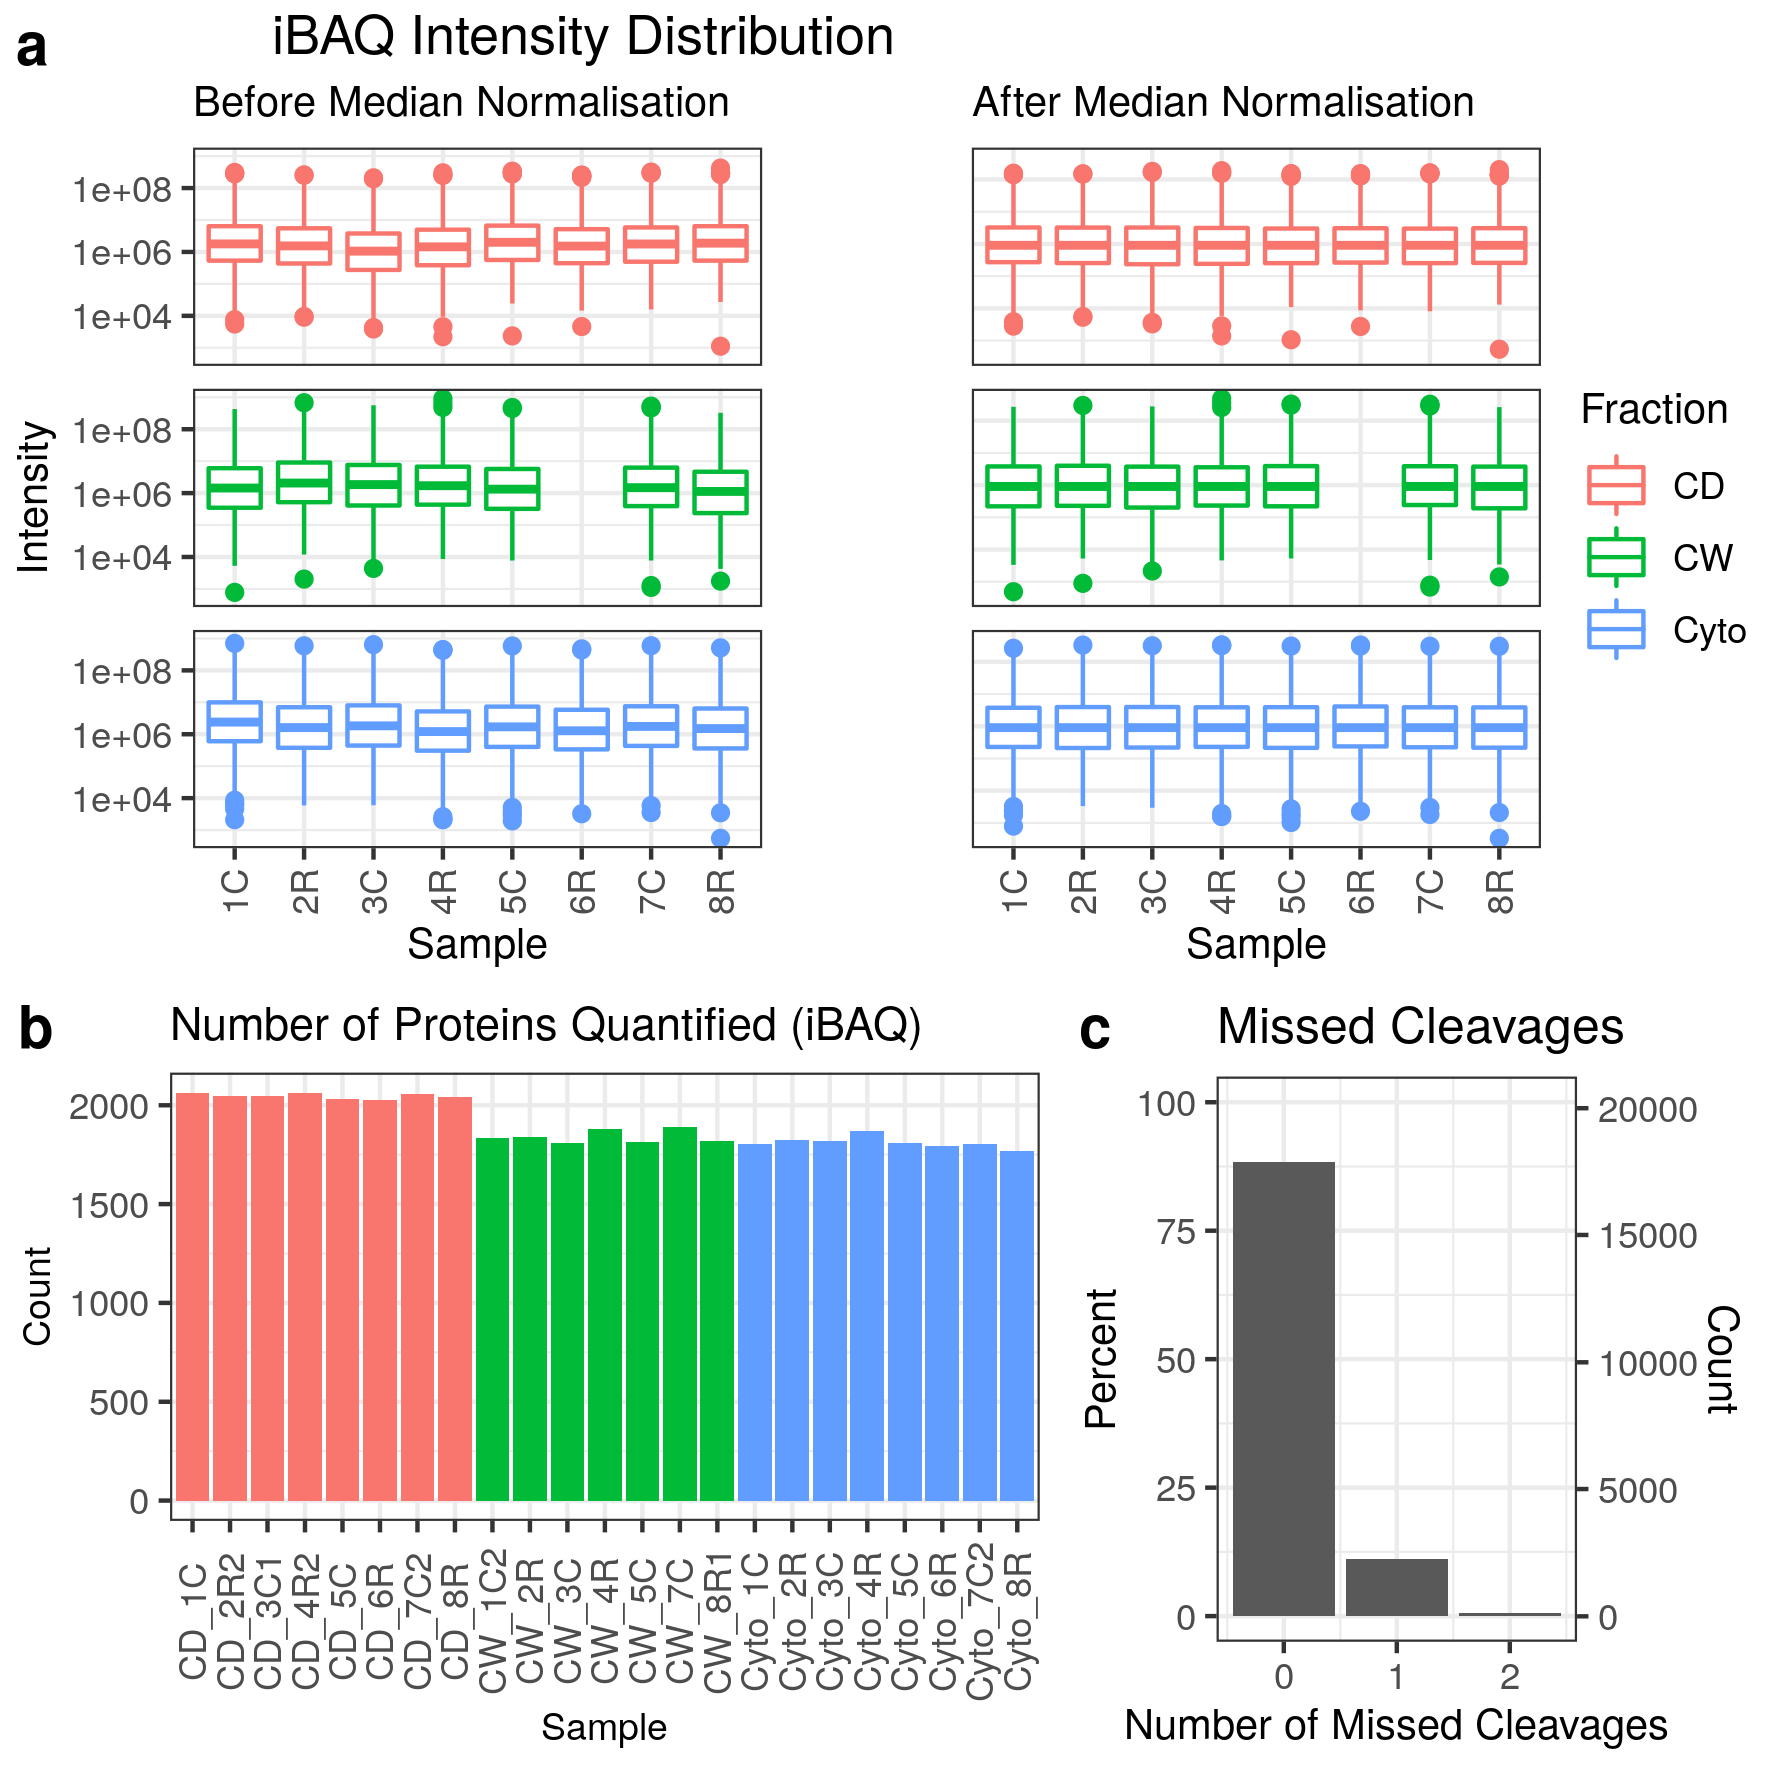 a
iBAQ Intensity Distribution
Before Median Normalisation
After Median Normalisation
Intensity
1e+08
1e+06
1e+04
1e+08
1e+06
1e+04
1e+08
1e+06
1e+04
1C
2R
3C
4R
5C
6R
7C
8R
Sample
1C
2R
3C
4R
5C
6R
7C
8R
Sample
Fraction
CD
CW
Cyto
b
Number of Proteins Quantified (iBAQ)
Count
2000
1500
1000
500
0
CD_1C
CD_2R2
CD_3C1
CD_4R2
CD_5C
CD_6R
CD_7C2
CD_8R
CW_1C2
CW_2R
CW_3C
CW_4R
CW_5C
CW_7C
CW_8R1
Cyto_1C
Cyto_2R
Cyto_3C
Cyto_4R
Cyto_5C
Cyto_6R
Cyto_7C2
Cyto_8R
Sample
c
Missed Cleavages
Percent
100
75
50
25
0
20000
15000
10000
5000
0
Count
0
1
2
Number of Missed Cleavages